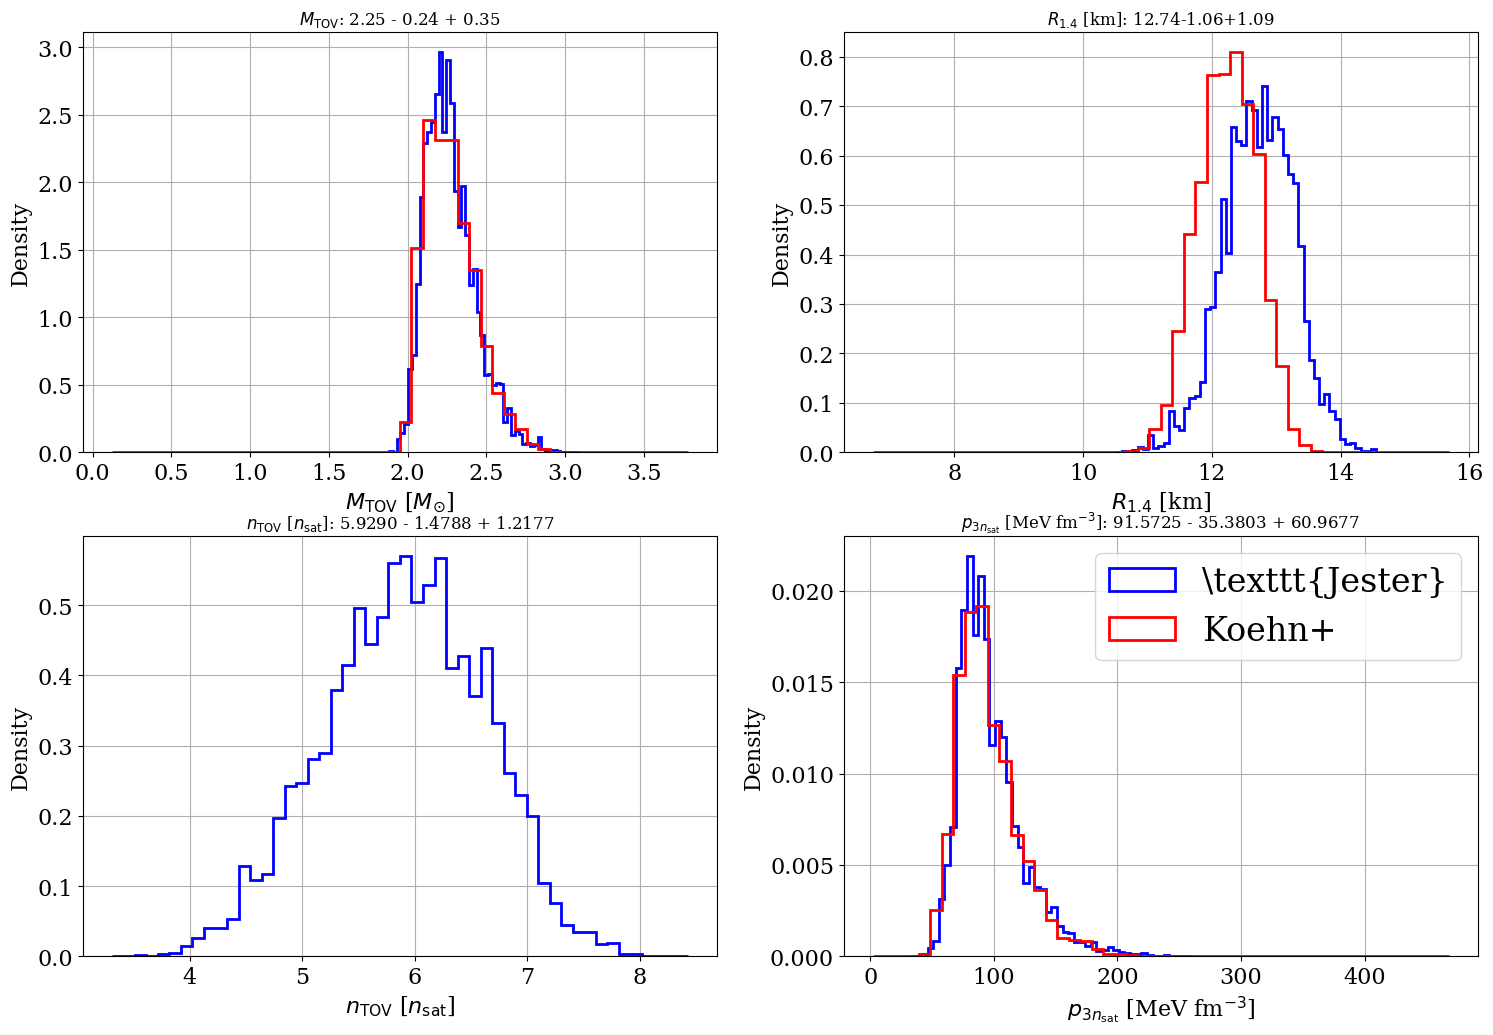 M_TOV: 2.25 - 0.24 + 0.35
R_1.4 [km]: 12.74-1.06+1.09
Density
3.0
2.5
2.0
1.5
1.0
0.5
0.0
0.0 0.5 1.0 1.5 2.0 2.5 3.0 3.5
M_TOV [M_⊙]
Density
0.8
0.7
0.6
0.5
0.4
0.3
0.2
0.1
0.0
8 10 12 14 16
R_1.4 [km]
n_TOV [n_sat]: 5.9290 - 1.4788 + 1.2177
p_3n_sat [MeV fm⁻³]: 91.5725 - 35.3803 + 60.9677
Density
0.5
0.4
0.3
0.2
0.1
0.0
4 5 6 7 8
n_TOV [n_sat]
\texttt{Jester}
Koehn+
Density
0.020
0.015
0.010
0.005
0.000
0 100 200 300 400
p_3n_sat [MeV fm⁻³]